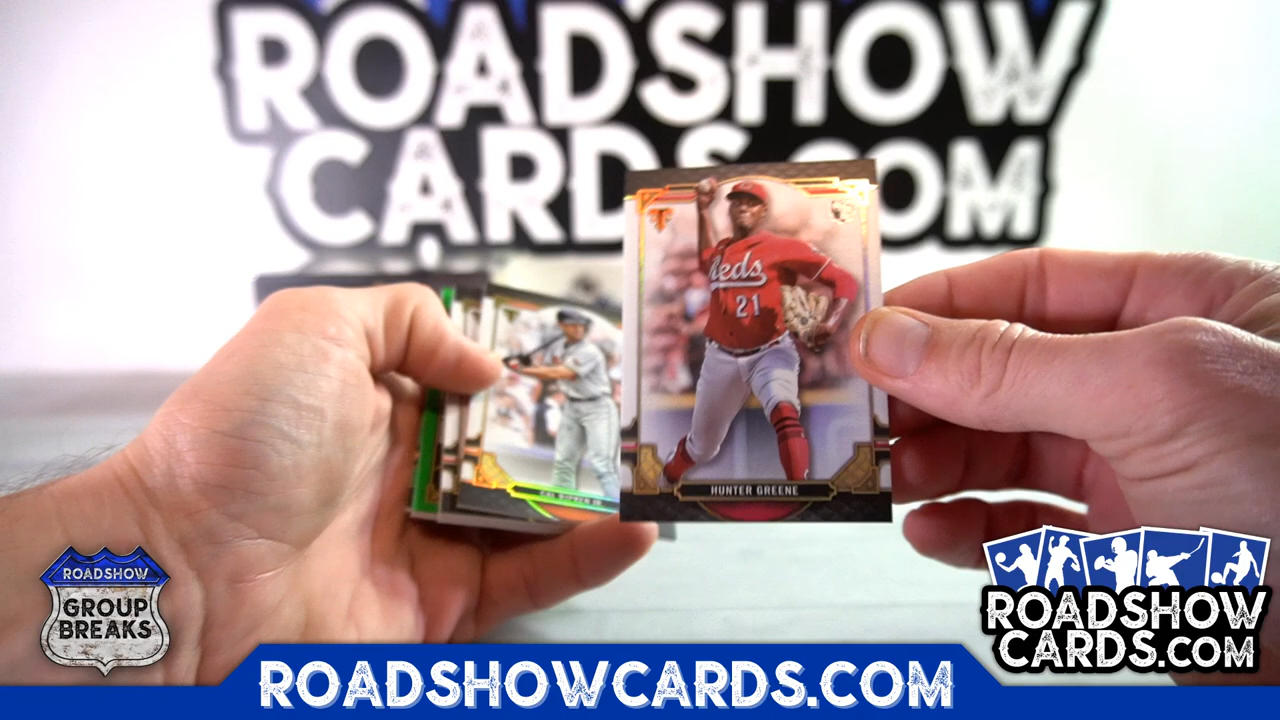 ROADSHOW
CARDS.COM
Reds
21
HUNTER GREENE
CAL RIPKEN JR.
ROADSHOW
GROUP
BREAKS
ROADSHOW
CARDS.COM
ROADSHOWCARDS.COM